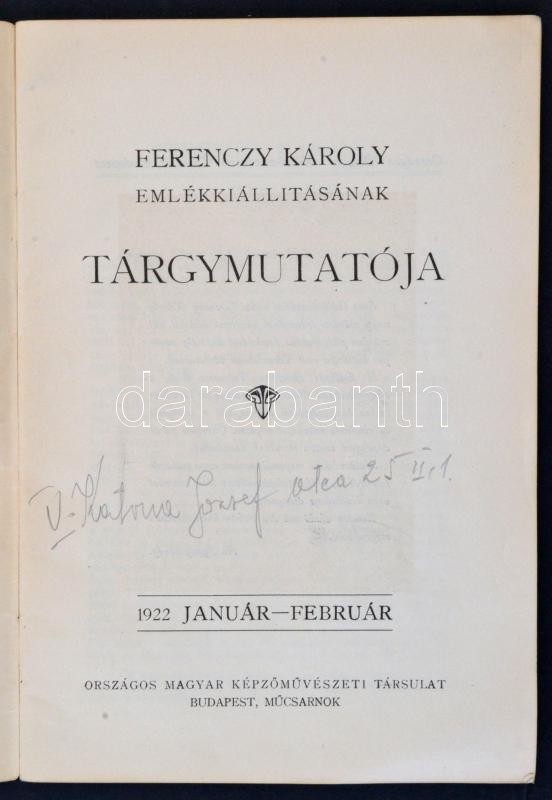 FERENCZY KÁROLY
EMLÉKKIÁLLITÁSÁNAK
TÁRGYMUTATÓJA
darabanth
V. Katona József utca 25 II. 1.
1922 JANUÁR—FEBRUÁR
ORSZÁGOS MAGYAR KÉPZŐMŰVÉSZETI TÁRSULAT
BUDAPEST, MŰCSARNOK